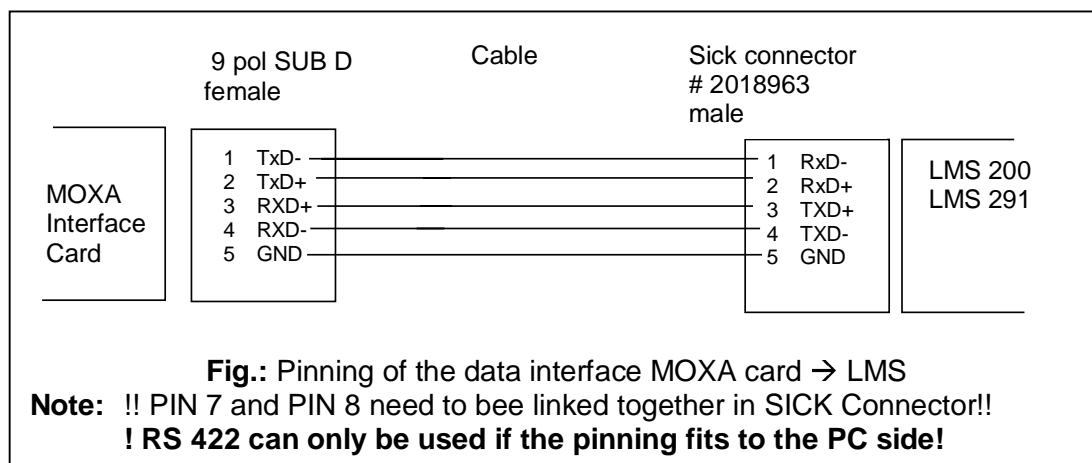 9 pol SUB D
female
Cable
Sick connector
# 2018963
male
MOXA
Interface
Card
1 TxD-
2 TxD+
3 RXD+
4 RXD-
5 GND
1 RxD-
2 RxD+
3 TXD+
4 TXD-
5 GND
LMS 200
LMS 291
Fig.: Pinning of the data interface MOXA card → LMS
Note: !! PIN 7 and PIN 8 need to bee linked together in SICK Connector!!
! RS 422 can only be used if the pinning fits to the PC side!